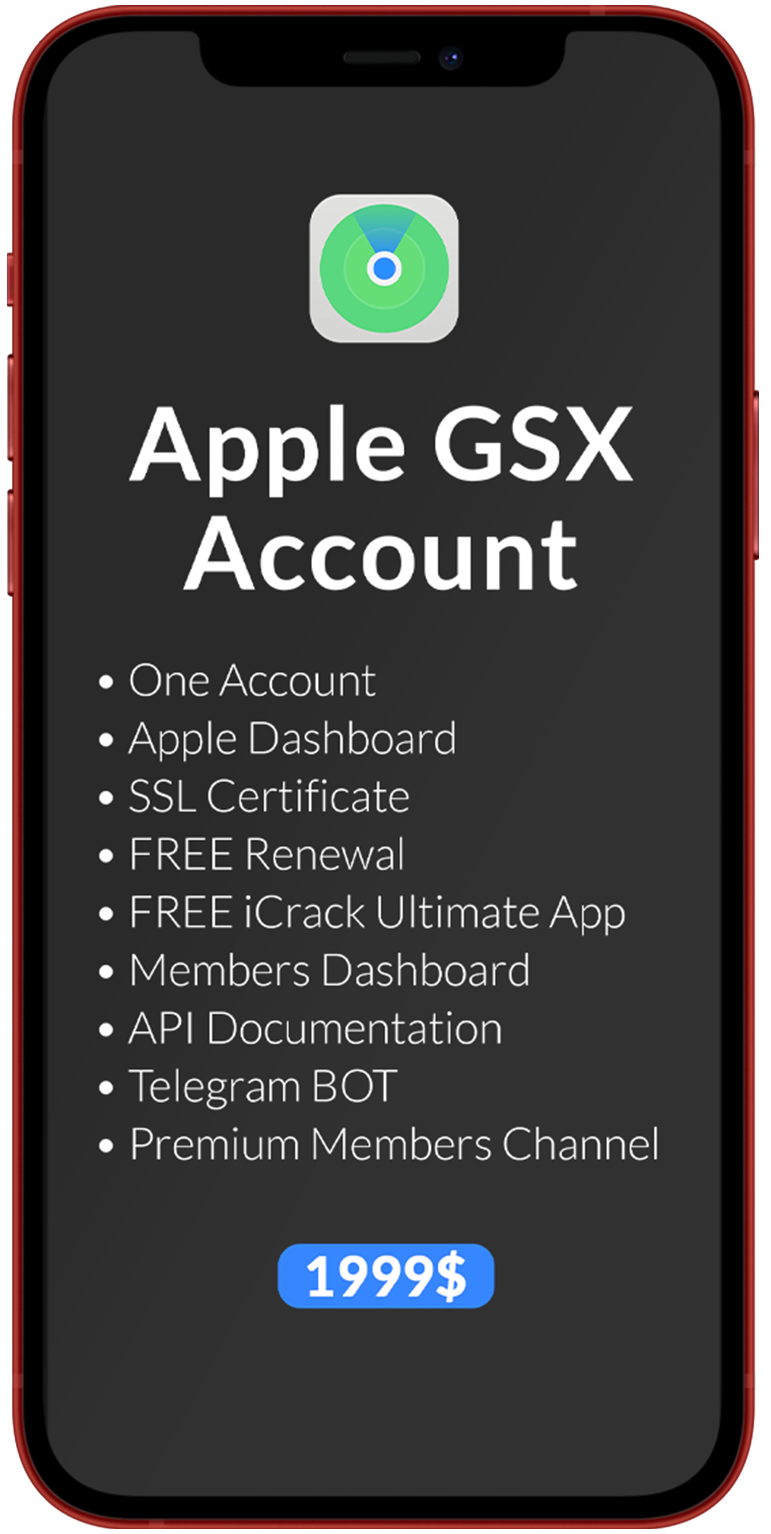 Apple GSX
Account
• One Account
• Apple Dashboard
• SSL Certificate
• FREE Renewal
• FREE iCrack Ultimate App
• Members Dashboard
• API Documentation
• Telegram BOT
• Premium Members Channel
1999$